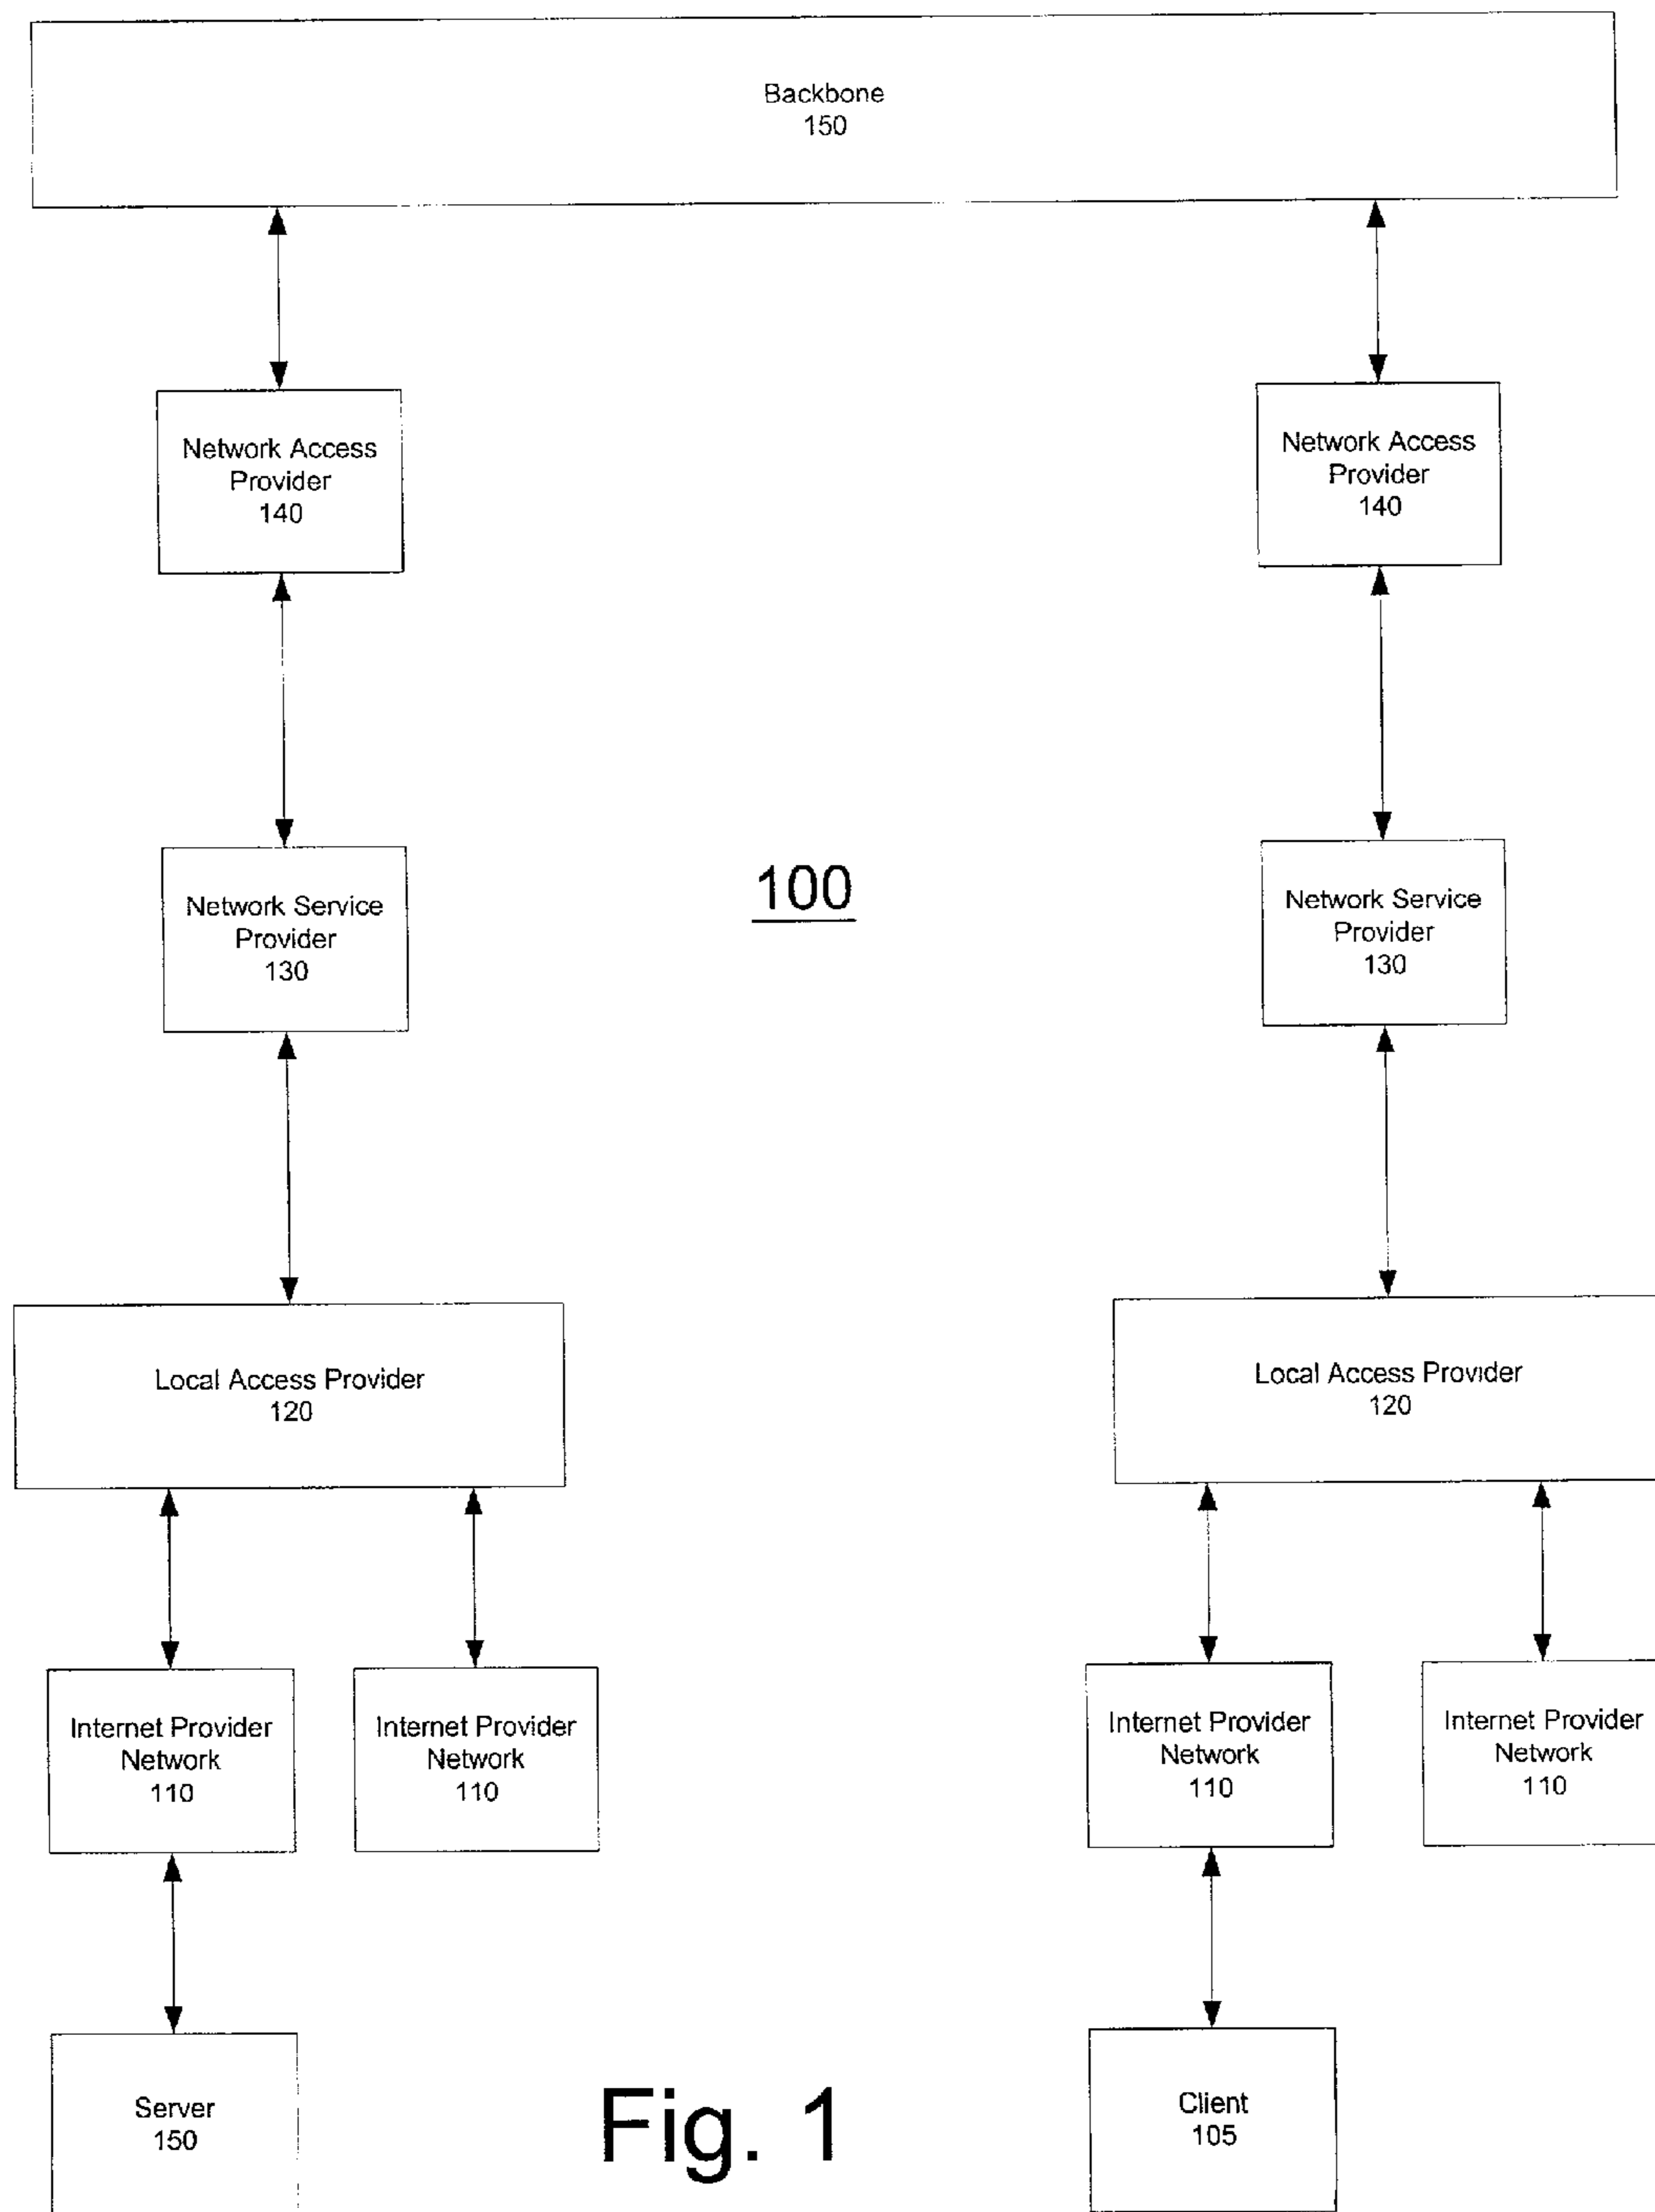 Backbone
150
Network Access
Provider
140
Network Access
Provider
140
Network Service
Provider
130
100
Network Service
Provider
130
Local Access Provider
120
Local Access Provider
120
Internet Provider
Network
110
Internet Provider
Network
110
Internet Provider
Network
110
Internet Provider
Network
110
Server
150
Client
105
Fig. 1